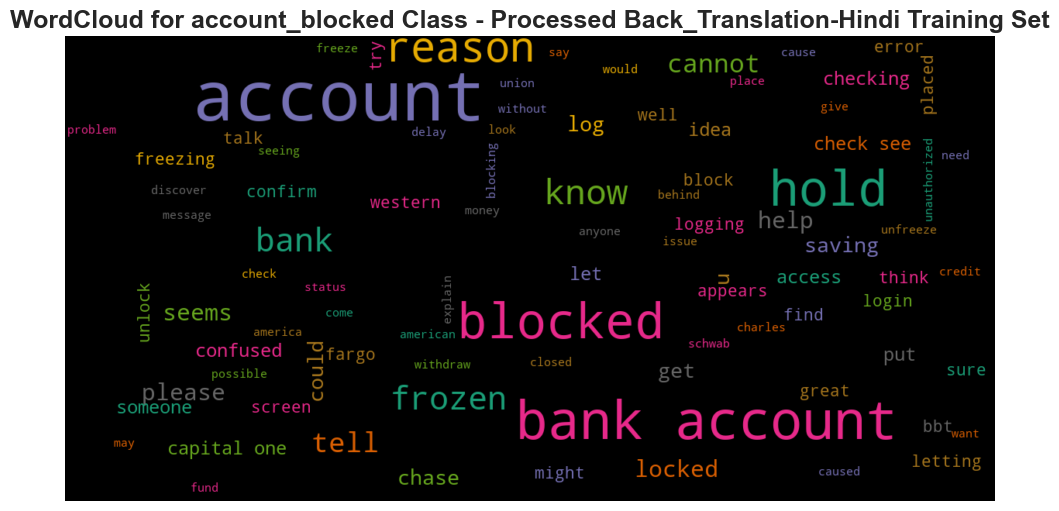 WordCloud for account_blocked Class - Processed Back_Translation-Hindi Training Set
freeze
try
reason
say
cause
error
would
cannot
union
place
checking
placed
account
without
give
problem
talk
delay
look
log
well
idea
check see
freezing
seeing
blocking
unauthorized
need
discover
confirm
know
block
behind
hold
western
money
message
logging
help
anyone
issue
unfreeze
bank
saving
check
let
u
access
think
credit
status
appears
login
unlock
seems
come
explain
blocked
find
america
american
charles
confused
could
fargo
schwab
closed
put
possible
withdraw
get
sure
please
great
someone
screen
frozen
bank account
bbt
want
may
capital one
tell
chase
might
locked
caused
letting
fund